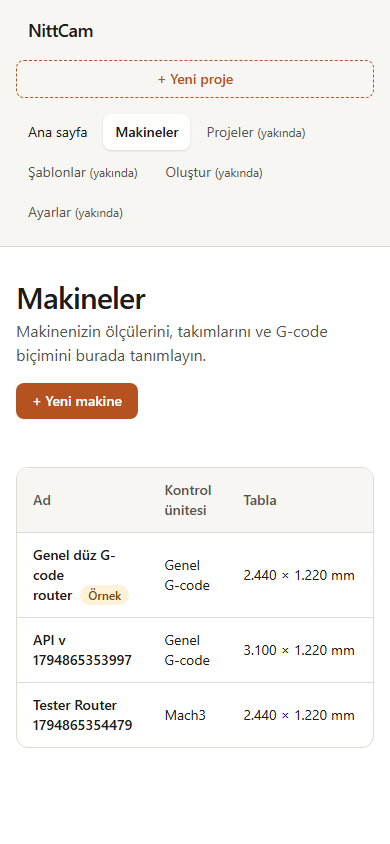 NittCam
+ Yeni proje
Ana sayfa Makineler Projeler (yakında)
Şablonlar (yakında) Oluştur (yakında)
Ayarlar (yakında)
Makineler
Makinenizin ölçülerini, takımlarını ve G-code
biçimini burada tanımlayın.
+ Yeni makine
Ad Kontrol ünitesi Tabla
Genel düz G-code router Örnek Genel G-code 2.440 × 1.220 mm
API v 1794865353997 Genel G-code 3.100 × 1.220 mm
Tester Router 1794865354479 Mach3 2.440 × 1.220 mm